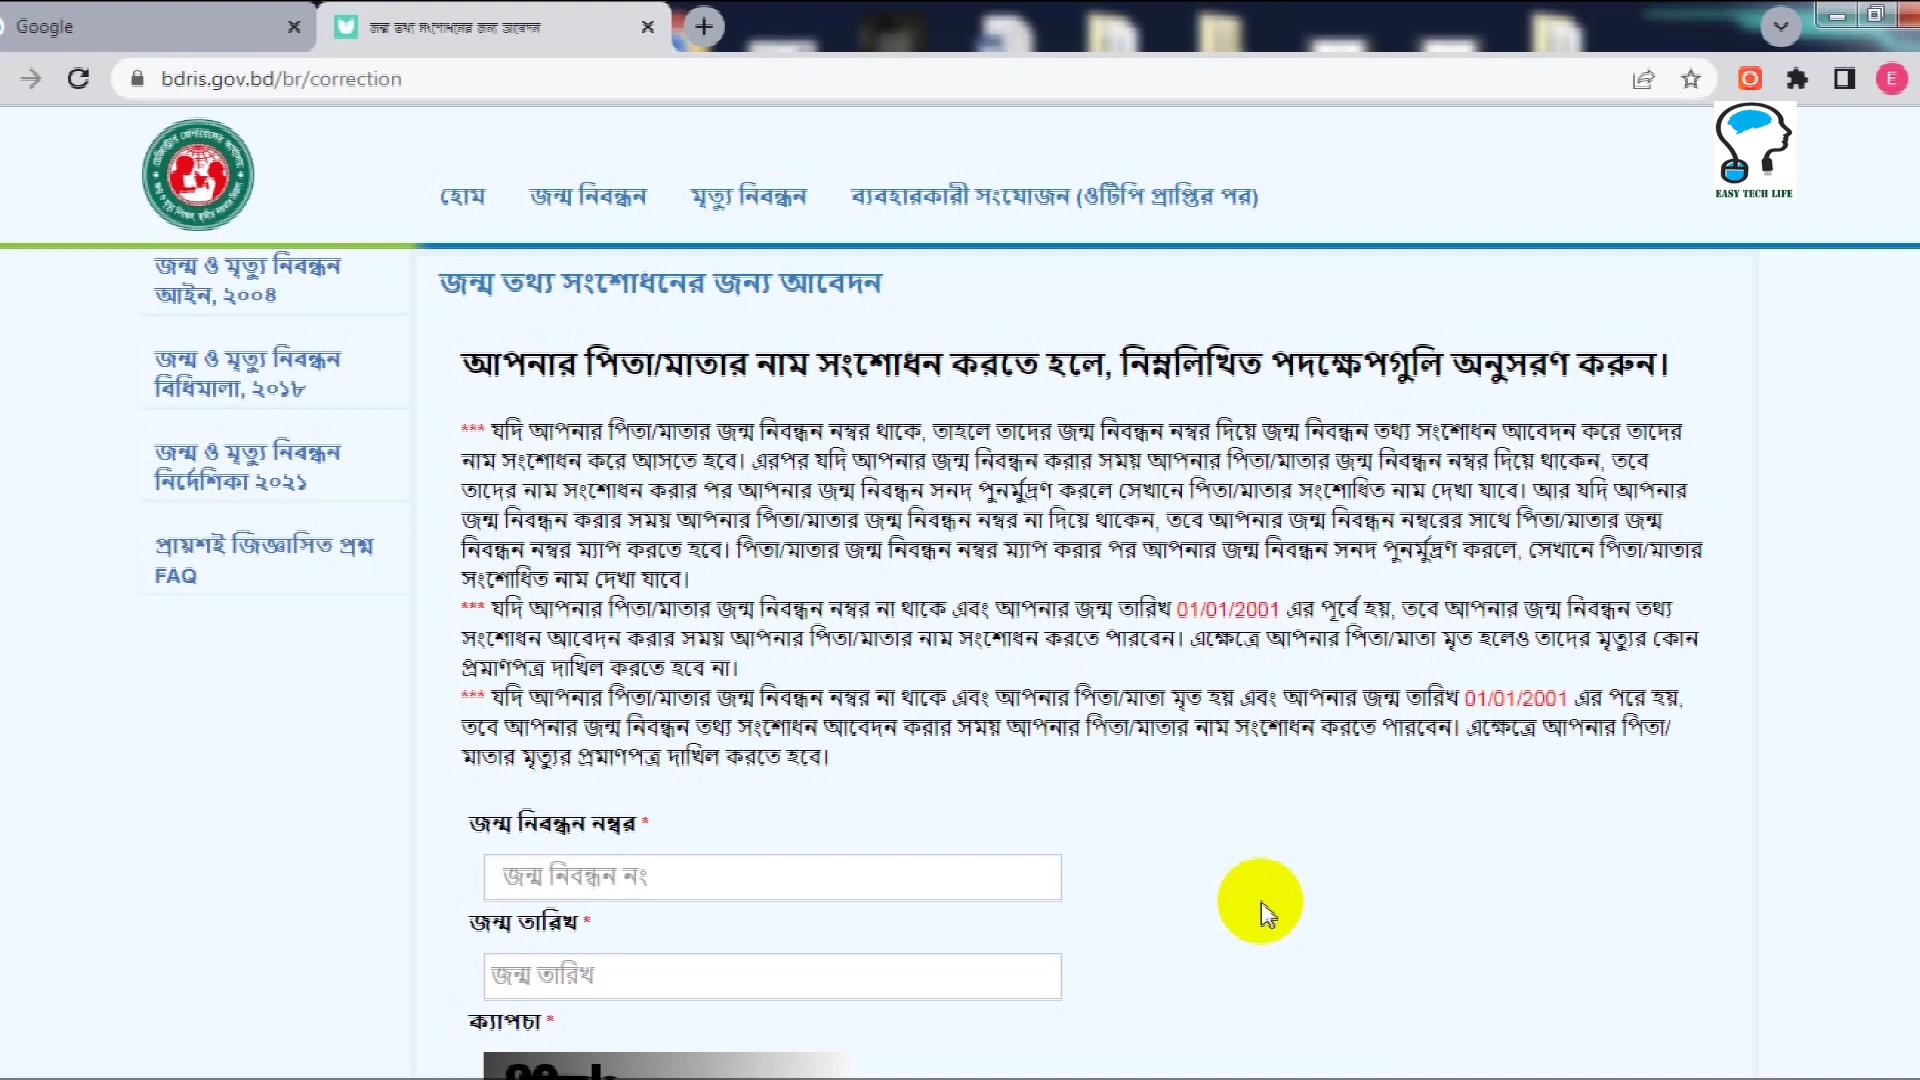 Google
জন্ম তথ্য সংশোধনের জন্য আবেদন
bdris.gov.bd/br/correction
E
EASY TECH LIFE
হোম জন্ম নিবন্ধন মৃত্যু নিবন্ধন ব্যবহারকারী সংযোজন (ওটিপি প্রাপ্তির পর)
জন্ম ও মৃত্যু নিবন্ধন
আইন, ২০০৪
জন্ম ও মৃত্যু নিবন্ধন
বিধিমালা, ২০১৮
জন্ম ও মৃত্যু নিবন্ধন
নির্দেশিকা ২০২১
প্রায়শই জিজ্ঞাসিত প্রশ্ন
FAQ
জন্ম তথ্য সংশোধনের জন্য আবেদন
আপনার পিতা/মাতার নাম সংশোধন করতে হলে, নিম্নলিখিত পদক্ষেপগুলি অনুসরণ করুন।
*** যদি আপনার পিতা/মাতার জন্ম নিবন্ধন নম্বর থাকে, তাহলে তাদের জন্ম নিবন্ধন নম্বর দিয়ে জন্ম নিবন্ধন তথ্য সংশোধন আবেদন করে তাদের
নাম সংশোধন করে আসতে হবে। এরপর যদি আপনার জন্ম নিবন্ধন করার সময় আপনার পিতা/মাতার জন্ম নিবন্ধন নম্বর দিয়ে থাকেন, তবে
তাদের নাম সংশোধন করার পর আপনার জন্ম নিবন্ধন সনদ পুনর্মুদ্রণ করলে সেখানে পিতা/মাতার সংশোধিত নাম দেখা যাবে। আর যদি আপনার
জন্ম নিবন্ধন করার সময় আপনার পিতা/মাতার জন্ম নিবন্ধন নম্বর না দিয়ে থাকেন, তবে আপনার জন্ম নিবন্ধন নম্বরের সাথে পিতা/মাতার জন্ম
নিবন্ধন নম্বর ম্যাপ করতে হবে। পিতা/মাতার জন্ম নিবন্ধন নম্বর ম্যাপ করার পর আপনার জন্ম নিবন্ধন সনদ পুনর্মুদ্রণ করলে, সেখানে পিতা/মাতার
সংশোধিত নাম দেখা যাবে।
*** যদি আপনার পিতা/মাতার জন্ম নিবন্ধন নম্বর না থাকে এবং আপনার জন্ম তারিখ 01/01/2001 এর পূর্বে হয়, তবে আপনার জন্ম নিবন্ধন তথ্য
সংশোধন আবেদন করার সময় আপনার পিতা/মাতার নাম সংশোধন করতে পারবেন। এক্ষেত্রে আপনার পিতা/মাতা মৃত হলেও তাদের মৃত্যুর কোন
প্রমাণপত্র দাখিল করতে হবে না।
*** যদি আপনার পিতা/মাতার জন্ম নিবন্ধন নম্বর না থাকে এবং আপনার পিতা/মাতা মৃত হয় এবং আপনার জন্ম তারিখ 01/01/2001 এর পরে হয়,
তবে আপনার জন্ম নিবন্ধন তথ্য সংশোধন আবেদন করার সময় আপনার পিতা/মাতার নাম সংশোধন করতে পারবেন। এক্ষেত্রে আপনার পিতা/
মাতার মৃত্যুর প্রমাণপত্র দাখিল করতে হবে।
জন্ম নিবন্ধন নম্বর *
জন্ম নিবন্ধন নং
জন্ম তারিখ *
জন্ম তারিখ
ক্যাপচা *